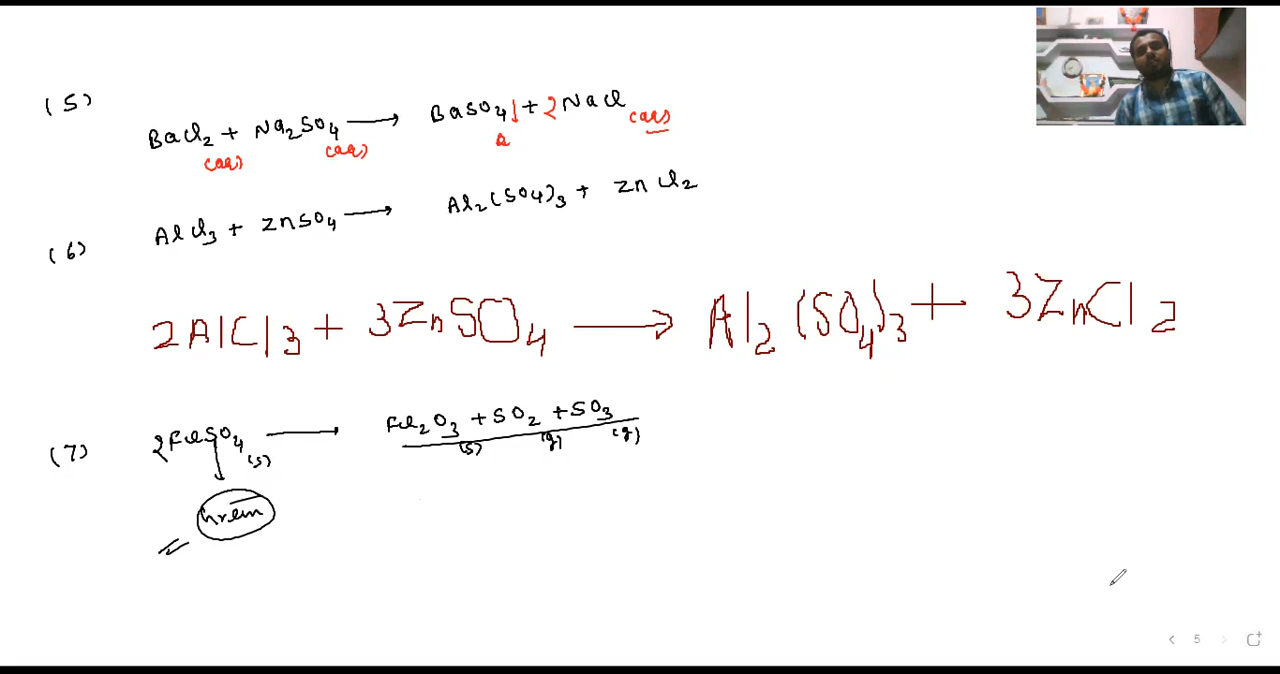 (5)
BaCl2 + Na2SO4 → BaSO4↓ + 2NaCl
(aq) (aq) (aq)
(6) AlCl3 + ZnSO4 → Al2(SO4)3 + ZnCl2
2AlCl3 + 3ZnSO4 → Al2(SO4)3 + 3ZnCl2
(7) 2FeSO4 (s) → Fe2O3 + SO2 + SO3
(s) (g) (g)
5